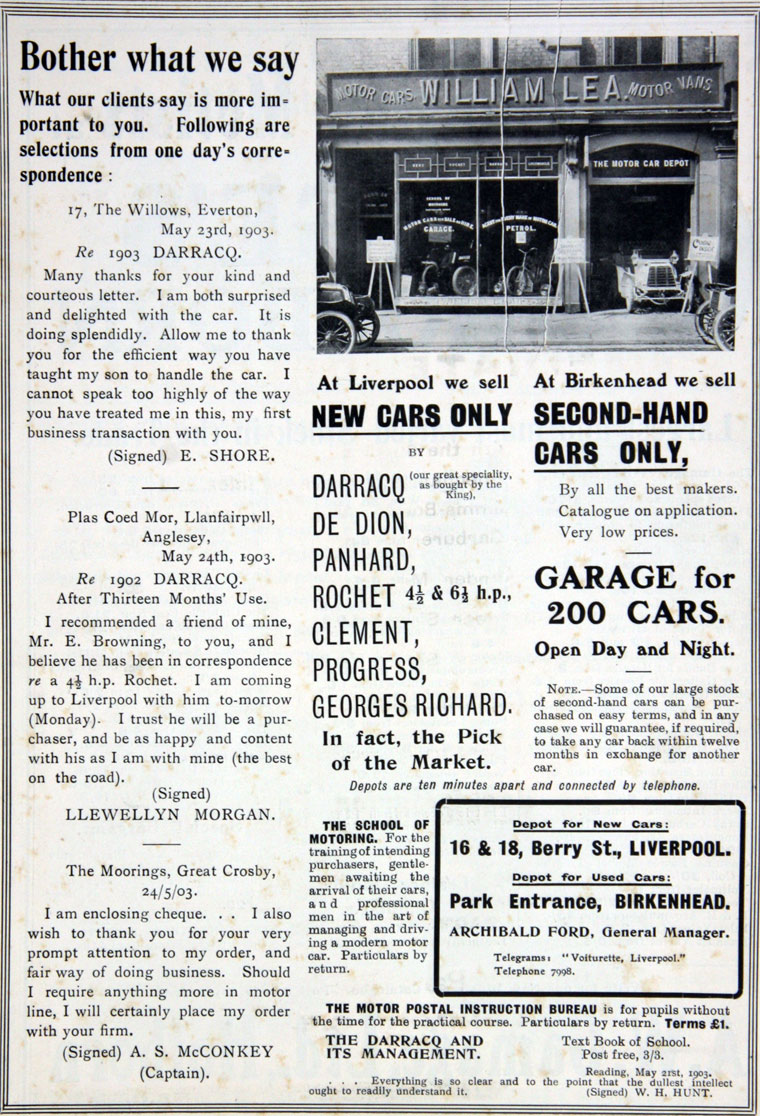 Bother what we say
What our clients say is more im=
portant to you. Following are
selections from one day's corre=
spondence :
17, The Willows, Everton,
May 23rd, 1903.
Re 1903 DARRACQ.
Many thanks for your kind and
courteous letter. I am both surprised
and delighted with the car. It is
doing splendidly. Allow me to thank
you for the efficient way you have
taught my son to handle the car. I
cannot speak too highly of the way
you have treated me in this, my first
business transaction with you.
(Signed) E. SHORE.
Plas Coed Mor, Llanfairpwll,
Anglesey,
May 24th, 1903.
Re 1902 DARRACQ.
After Thirteen Months' Use.
I recommended a friend of mine,
Mr. E. Browning, to you, and I
believe he has been in correspondence
re a 4½ h.p. Rochet. I am coming
up to Liverpool with him to-morrow
(Monday). I trust he will be a pur-
chaser, and be as happy and content
with his as I am with mine (the best
on the road).
(Signed)
LLEWELLYN MORGAN.
The Moorings, Great Crosby,
24/5/03.
I am enclosing cheque. . . I also
wish to thank you for your very
prompt attention to my order, and
fair way of doing business. Should
I require anything more in motor
line, I will certainly place my order
with your firm.
(Signed) A. S. McCONKEY
(Captain).
MOTOR CARS. WILLIAM LEA. MOTOR VANS.
THE MOTOR CAR DEPOT
SCHOOL OF
MOTOR CARS FOR SALE OR HIRE.
GARAGE.
AGENT FOR EVERY MAKE OF MOTOR CAR.
PETROL.
At Liverpool we sell
NEW CARS ONLY
BY
DARRACQ (our great speciality,
as bought by the
King),
DE DION,
PANHARD,
ROCHET 4½ & 6½ h.p.,
CLEMENT,
PROGRESS,
GEORGES RICHARD.
In fact, the Pick
of the Market.
At Birkenhead we sell
SECOND-HAND
CARS ONLY,
By all the best makers.
Catalogue on application.
Very low prices.
GARAGE for
200 CARS.
Open Day and Night.
NOTE.—Some of our large stock
of second-hand cars can be pur-
chased on easy terms, and in any
case we will guarantee, if required,
to take any car back within twelve
months in exchange for another
car.
Depots are ten minutes apart and connected by telephone.
THE SCHOOL OF
MOTORING. For the
training of intending
purchasers, gentle-
men awaiting the
arrival of their cars,
and professional
men in the art of
managing and driv-
ing a modern motor
car. Particulars by
return.
Depot for New Cars:
16 & 18, Berry St., LIVERPOOL.
Depot for Used Cars:
Park Entrance, BIRKENHEAD.
ARCHIBALD FORD, General Manager.
Telegrams: "Voiturette, Liverpool."
Telephone 7998.
THE MOTOR POSTAL INSTRUCTION BUREAU is for pupils without
the time for the practical course. Particulars by return. Terms £1.
THE DARRACQ AND
ITS MANAGEMENT.
Text Book of School.
Post free, 3/3.
Reading, May 21st, 1903.
. . . Everything is so clear and to the point that the dullest intellect
ought to readily understand it. (Signed) W. H. HUNT.